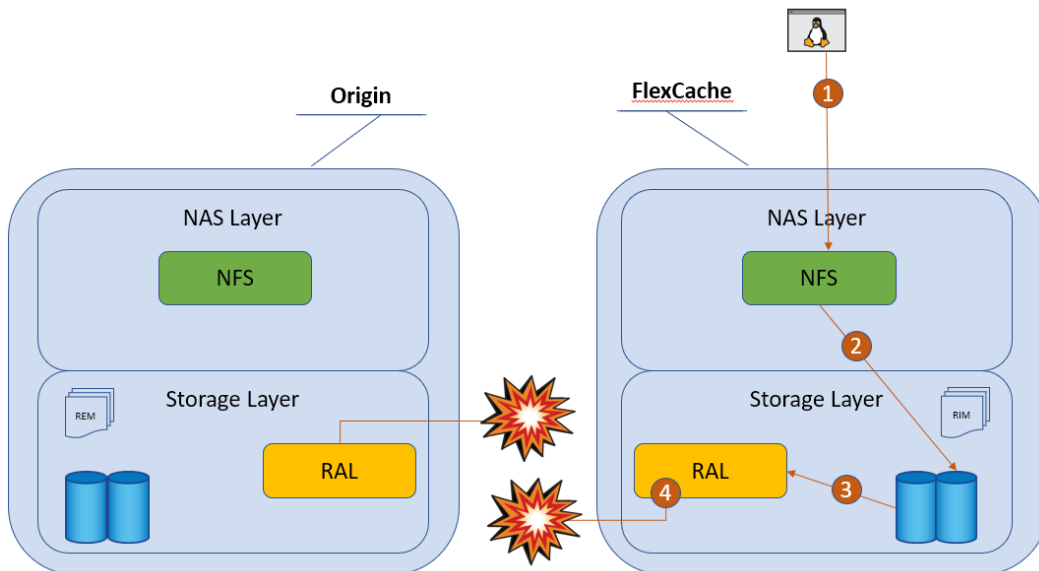 Origin
FlexCache
1
NAS Layer
NFS
NAS Layer
NFS
2
REM
Storage Layer
RAL
Storage Layer
RIM
RAL
4
3